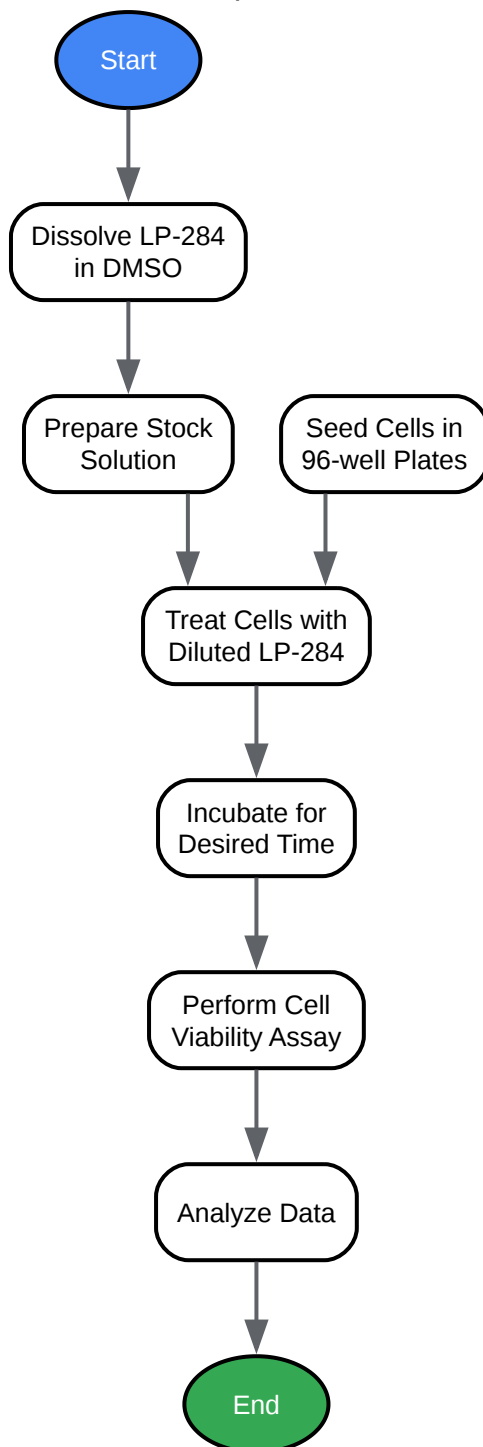 Start
Dissolve LP-284
in DMSO
Prepare Stock
Solution
Seed Cells in
96-well Plates
Treat Cells with
Diluted LP-284
Incubate for
Desired Time
Perform Cell
Viability Assay
Analyze Data
End